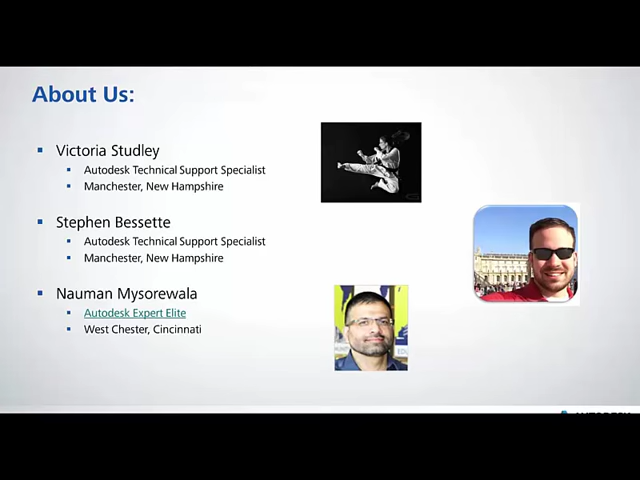 About Us:
Victoria Studley
Autodesk Technical Support Specialist
Manchester, New Hampshire
Stephen Bessette
Autodesk Technical Support Specialist
Manchester, New Hampshire
Nauman Mysorewala
Autodesk Expert Elite
West Chester, Cincinnati